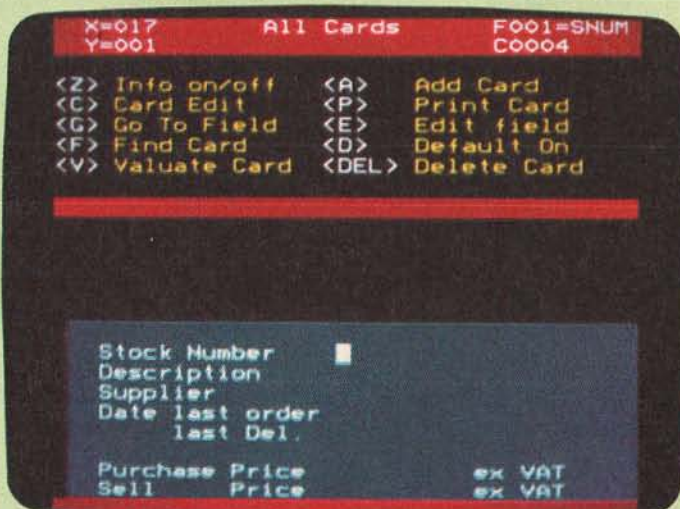 X=017 All Cards F001=SNUM
Y=001 C0004
<Z> Info on/off <A> Add Card
<C> Card Edit <P> Print Card
<G> Go To Field <E> Edit field
<F> Find Card <D> Default On
<V> Valuate Card <DEL> Delete Card
Stock Number
Description
Supplier
Date last order
last Del.
Purchase Price ex VAT
Sell Price ex VAT